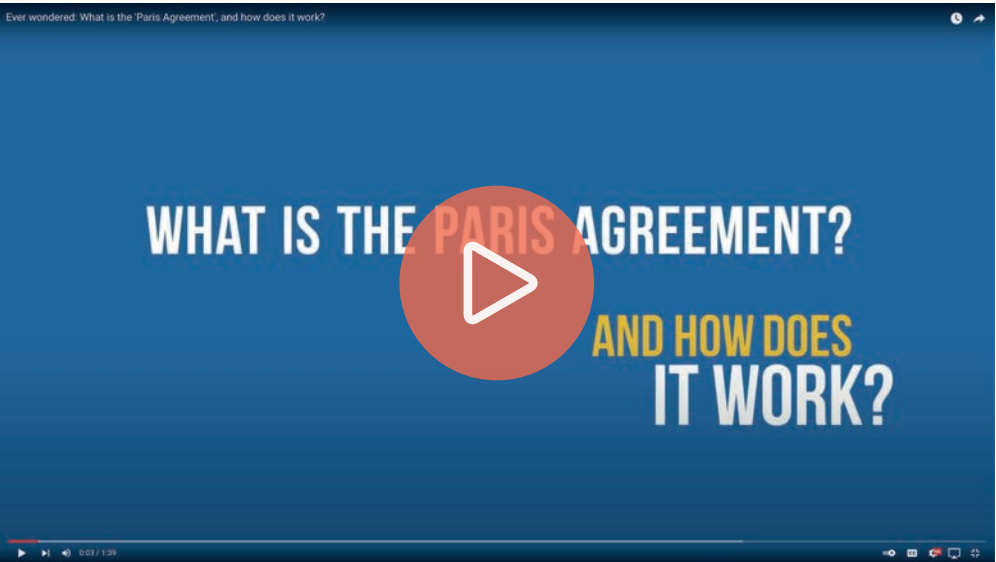 Ever wondered: What is the 'Paris Agreement', and how does it work?
WHAT IS THE PARIS AGREEMENT?
AND HOW DOES
IT WORK?
0:03 / 1:39